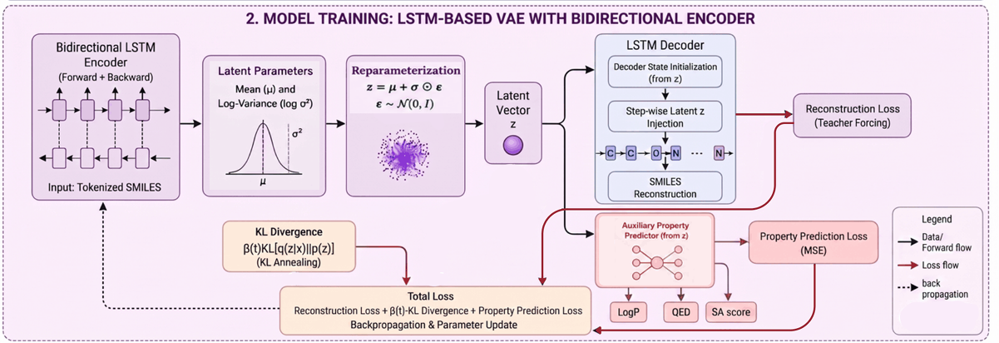 2. MODEL TRAINING: LSTM-BASED VAE WITH BIDIRECTIONAL ENCODER
Bidirectional LSTM
Encoder
(Forward + Backward)
Input: Tokenized SMILES
Latent Parameters
Mean (μ) and
Log-Variance (log σ²)
σ²
μ
Reparameterization
z = μ + σ ⊙ ε
ε ∼ N(0, I)
Latent
Vector
z
LSTM Decoder
Decoder State Initialization
(from z)
Step-wise Latent z
Injection
C C O N ... N
SMILES
Reconstruction
Reconstruction Loss
(Teacher Forcing)
KL Divergence
β(t)KL[q(z|x)||p(z)]
(KL Annealing)
Auxiliary Property
Predictor (from z)
LogP
QED
SA score
Property Prediction Loss
(MSE)
Total Loss
Reconstruction Loss + β(t)-KL Divergence + Property Prediction Loss
Backpropagation & Parameter Update
Legend
Data/
Forward flow
Loss flow
back
propagation